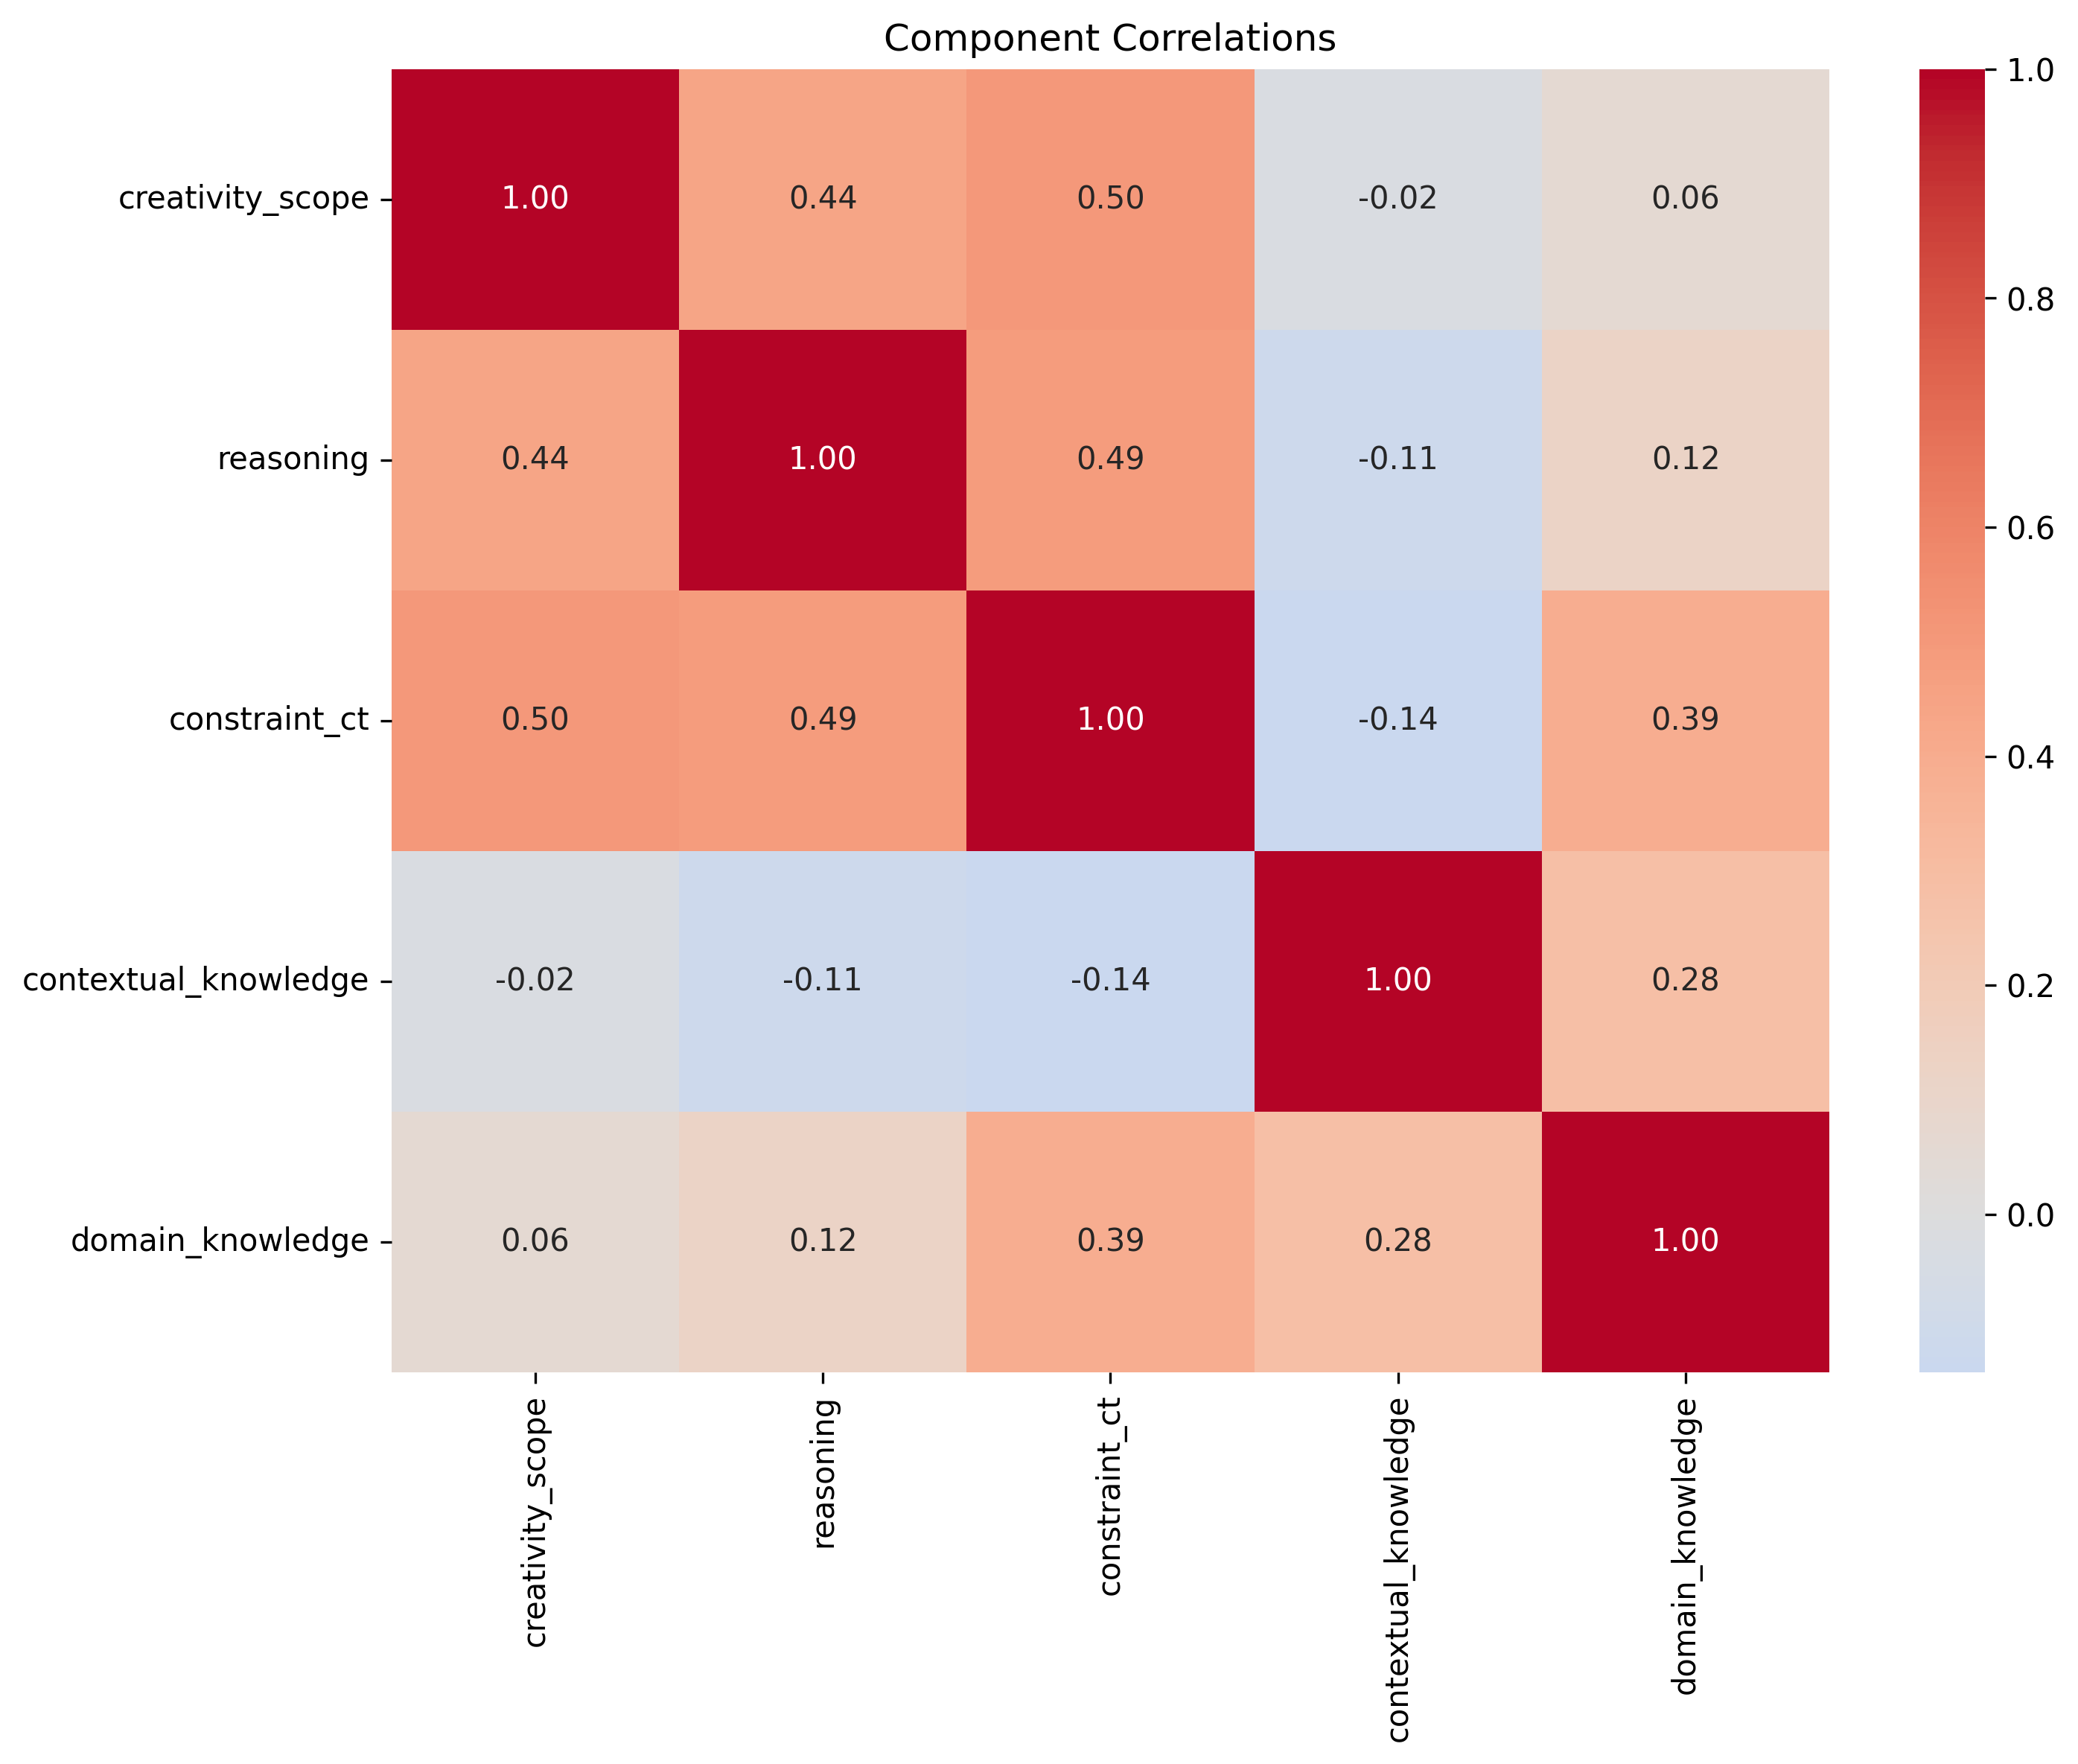 Component Correlations
creativity_scope 1.00 0.44 0.50 -0.02 0.06
reasoning 0.44 1.00 0.49 -0.11 0.12
constraint_ct 0.50 0.49 1.00 -0.14 0.39
contextual_knowledge -0.02 -0.11 -0.14 1.00 0.28
domain_knowledge 0.06 0.12 0.39 0.28 1.00
creativity_scope
reasoning
constraint_ct
contextual_knowledge
domain_knowledge
1.0
0.8
0.6
0.4
0.2
0.0